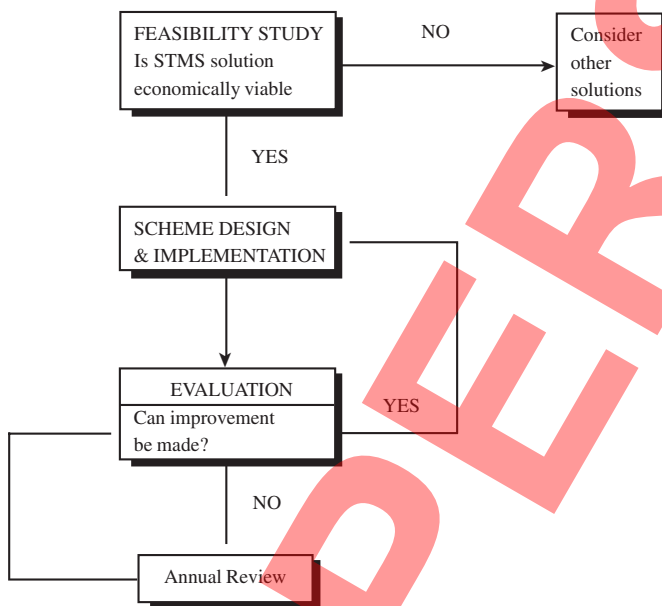 FEASIBILITY STUDY
Is STMS solution
economically viable
NO
Consider
other
solutions
YES
SCHEME DESIGN
& IMPLEMENTATION
EVALUATION
Can improvement
be made?
YES
NO
Annual Review
PERS